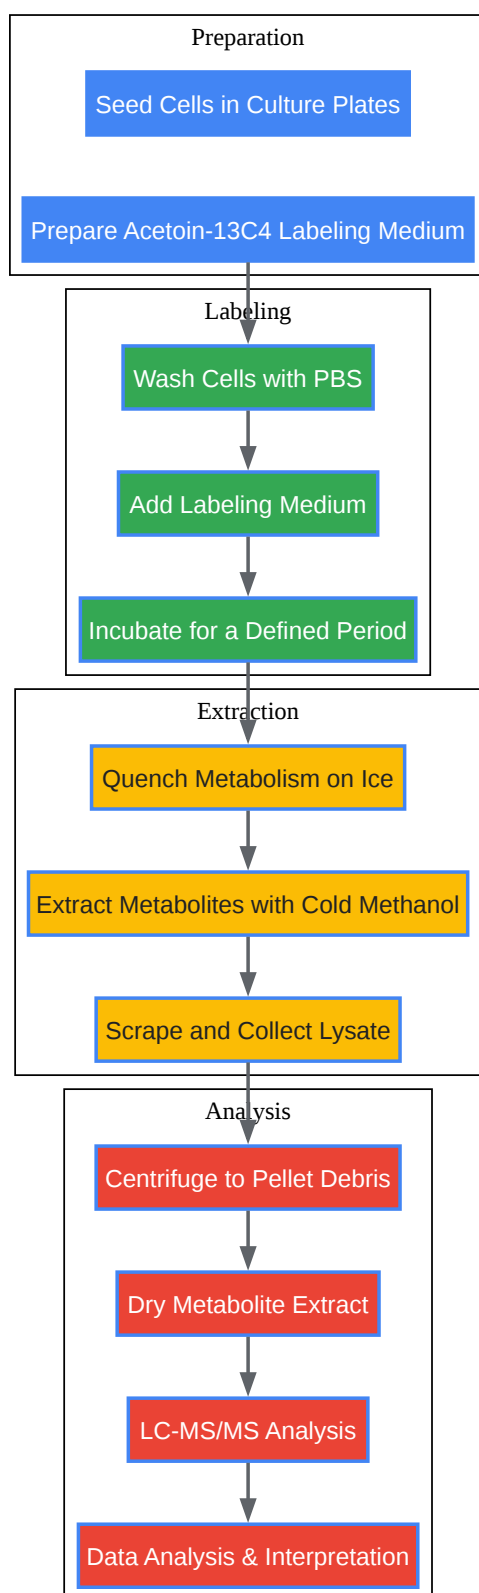 Preparation
Seed Cells in Culture Plates
Prepare Acetoin-13C4 Labeling Medium
Labeling
Wash Cells with PBS
Add Labeling Medium
Incubate for a Defined Period
Extraction
Quench Metabolism on Ice
Extract Metabolites with Cold Methanol
Scrape and Collect Lysate
Analysis
Centrifuge to Pellet Debris
Dry Metabolite Extract
LC-MS/MS Analysis
Data Analysis & Interpretation